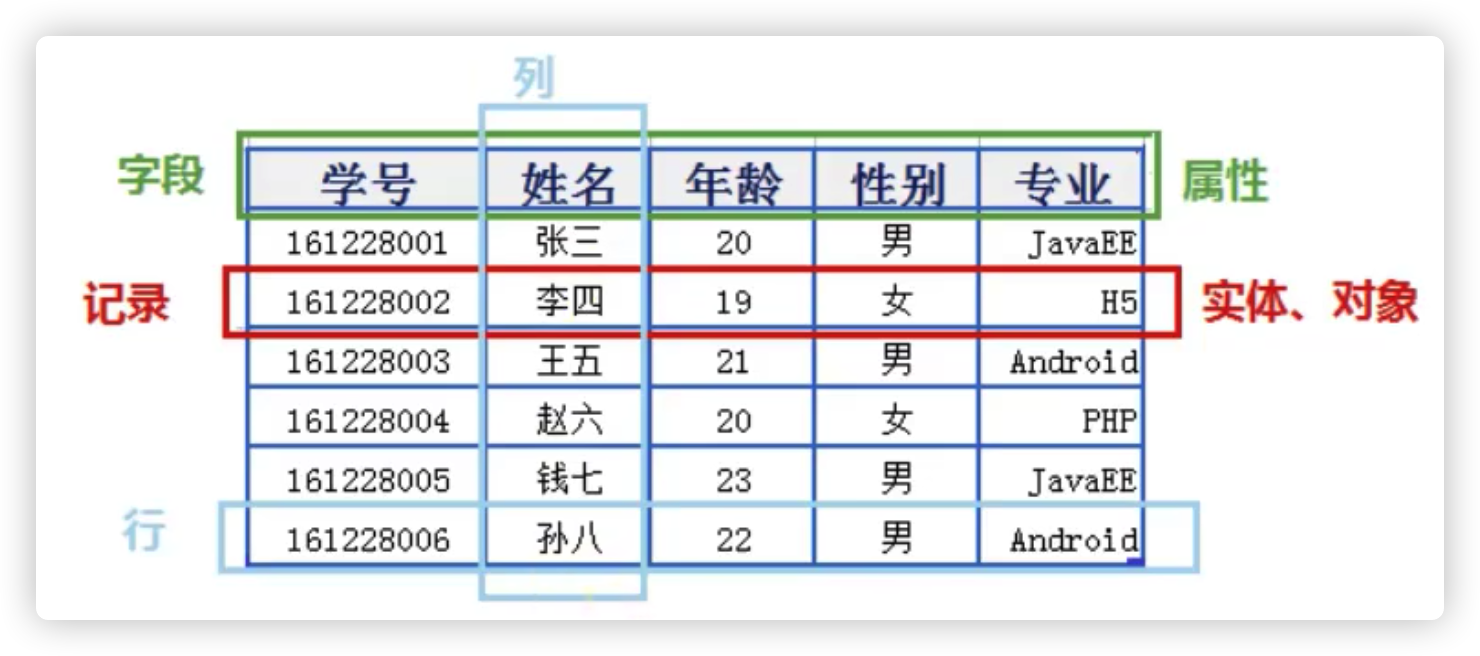 列
字段 学号 姓名 年龄 性别 专业 属性
161228001 张三 20 男 JavaEE
记录 161228002 李四 19 女 H5 实体、对象
161228003 王五 21 男 Android
161228004 赵六 20 女 PHP
161228005 钱七 23 男 JavaEE
行 161228006 孙八 22 男 Android